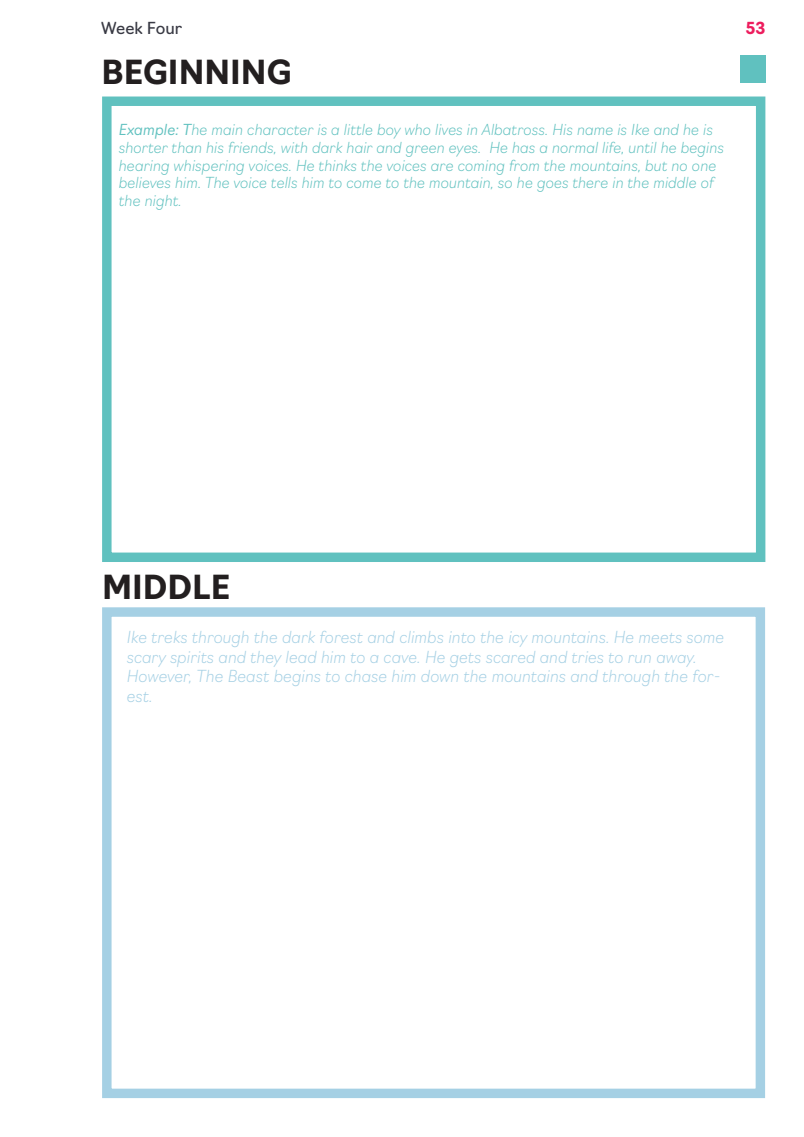 Week Four
53
BEGINNING
Example: The main character is a little boy who lives in Albatross. His name is Ike and he is
shorter than his friends, with dark hair and green eyes.  He has a normal life, until he begins
hearing whispering voices. He thinks the voices are coming from the mountains, but no one
believes him. The voice tells him to come to the mountain, so he goes there in the middle of
the night.
MIDDLE
Ike treks through the dark forest and climbs into the icy mountains. He meets some
scary spirits and they lead him to a cave. He gets scared and tries to run away.
However, The Beast begins to chase him down the mountains and through the for-
est.